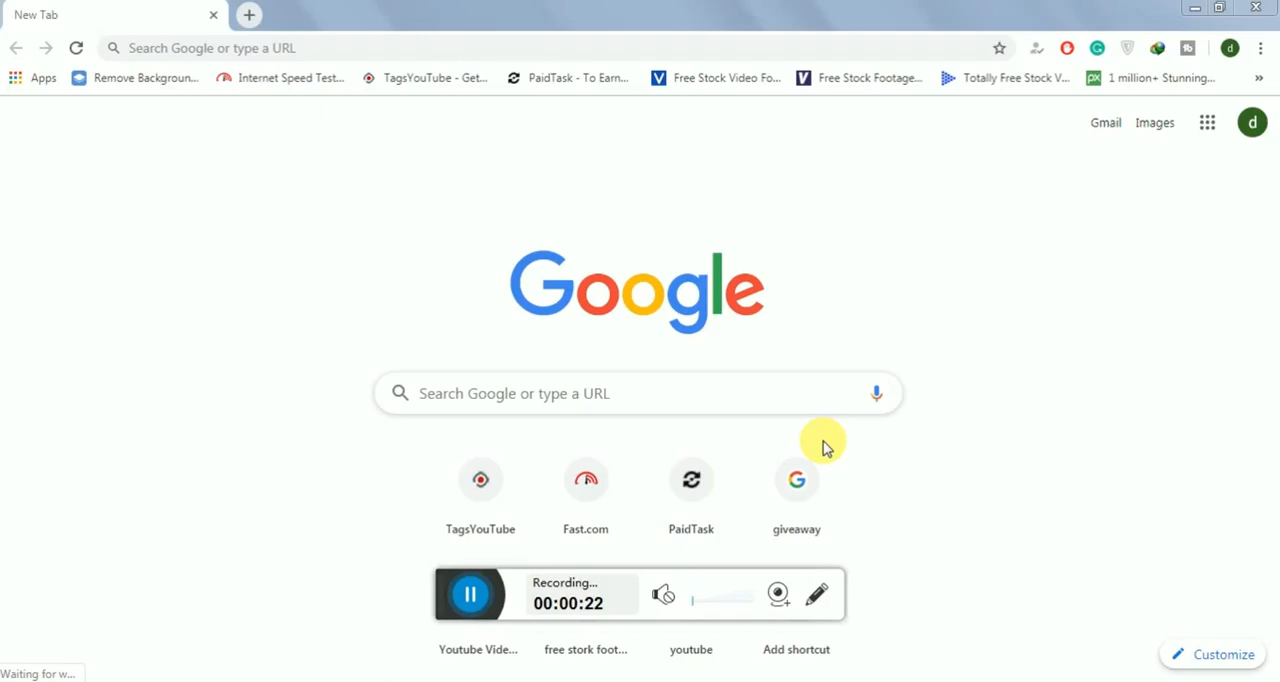 New Tab
Search Google or type a URL
Apps Remove Backgroun... Internet Speed Test... TagsYouTube - Get... PaidTask - To Earn... Free Stock Video Fo... Free Stock Footage... Totally Free Stock V... 1 million+ Stunning... »
Gmail Images d
Google
Search Google or type a URL
TagsYouTube Fast.com PaidTask giveaway
Recording...
00:00:22
Youtube Vide... free stork foot... youtube Add shortcut
Customize
Waiting for w...